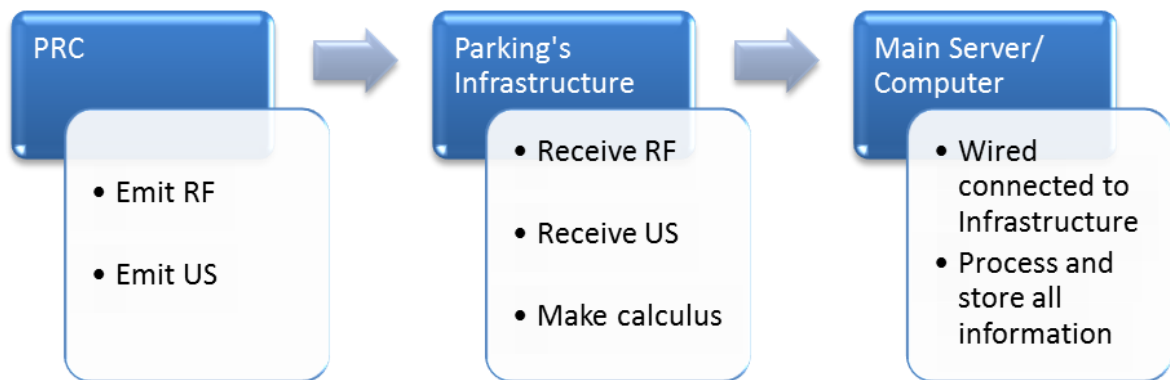 PRC
• Emit RF
• Emit US
Parking's
Infrastructure
• Receive RF
• Receive US
• Make calculus
Main Server/
Computer
• Wired
connected to
Infrastructure
• Process and
store all
information